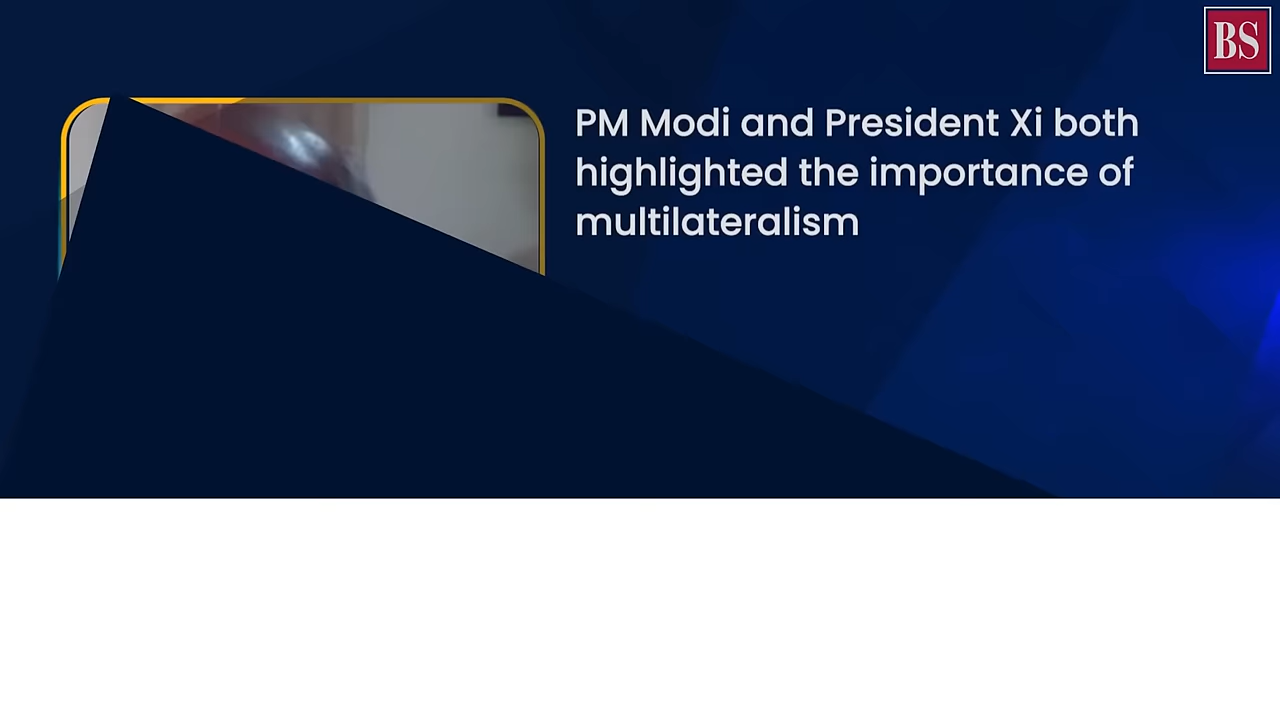 BS
PM Modi and President Xi both
highlighted the importance of
multilateralism